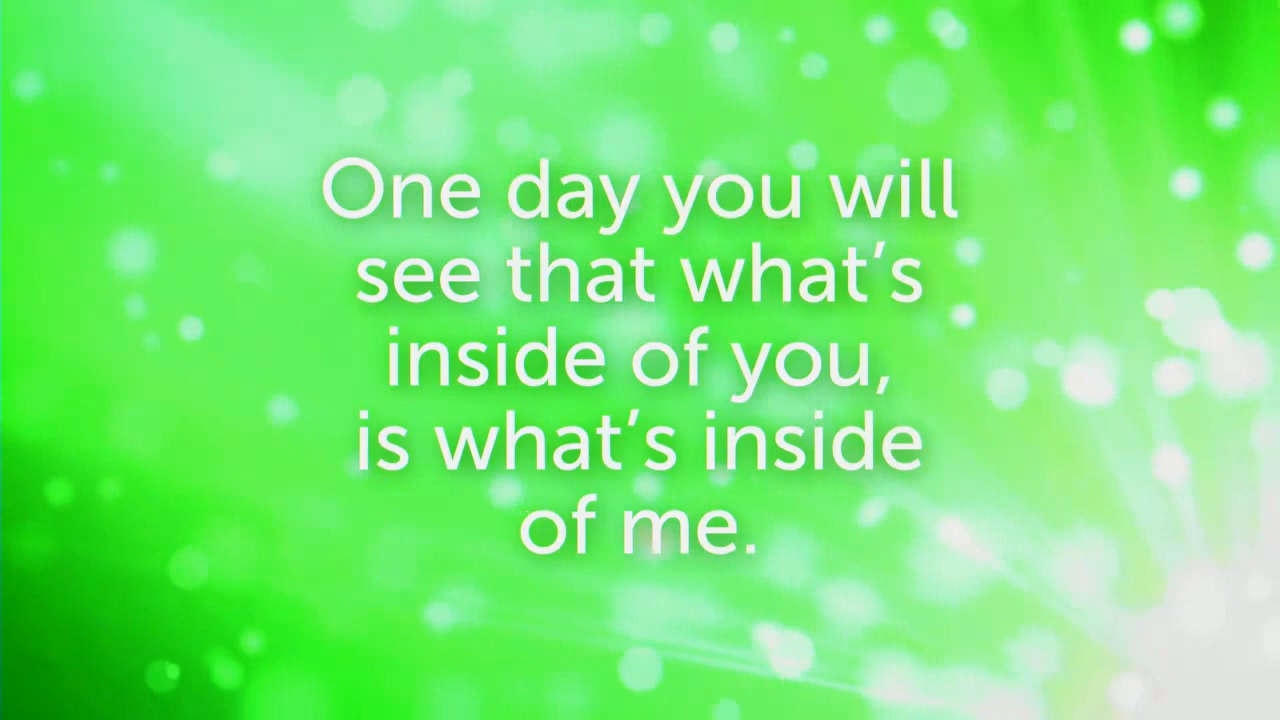 One day you will
see that what’s
inside of you,
is what’s inside
of me.